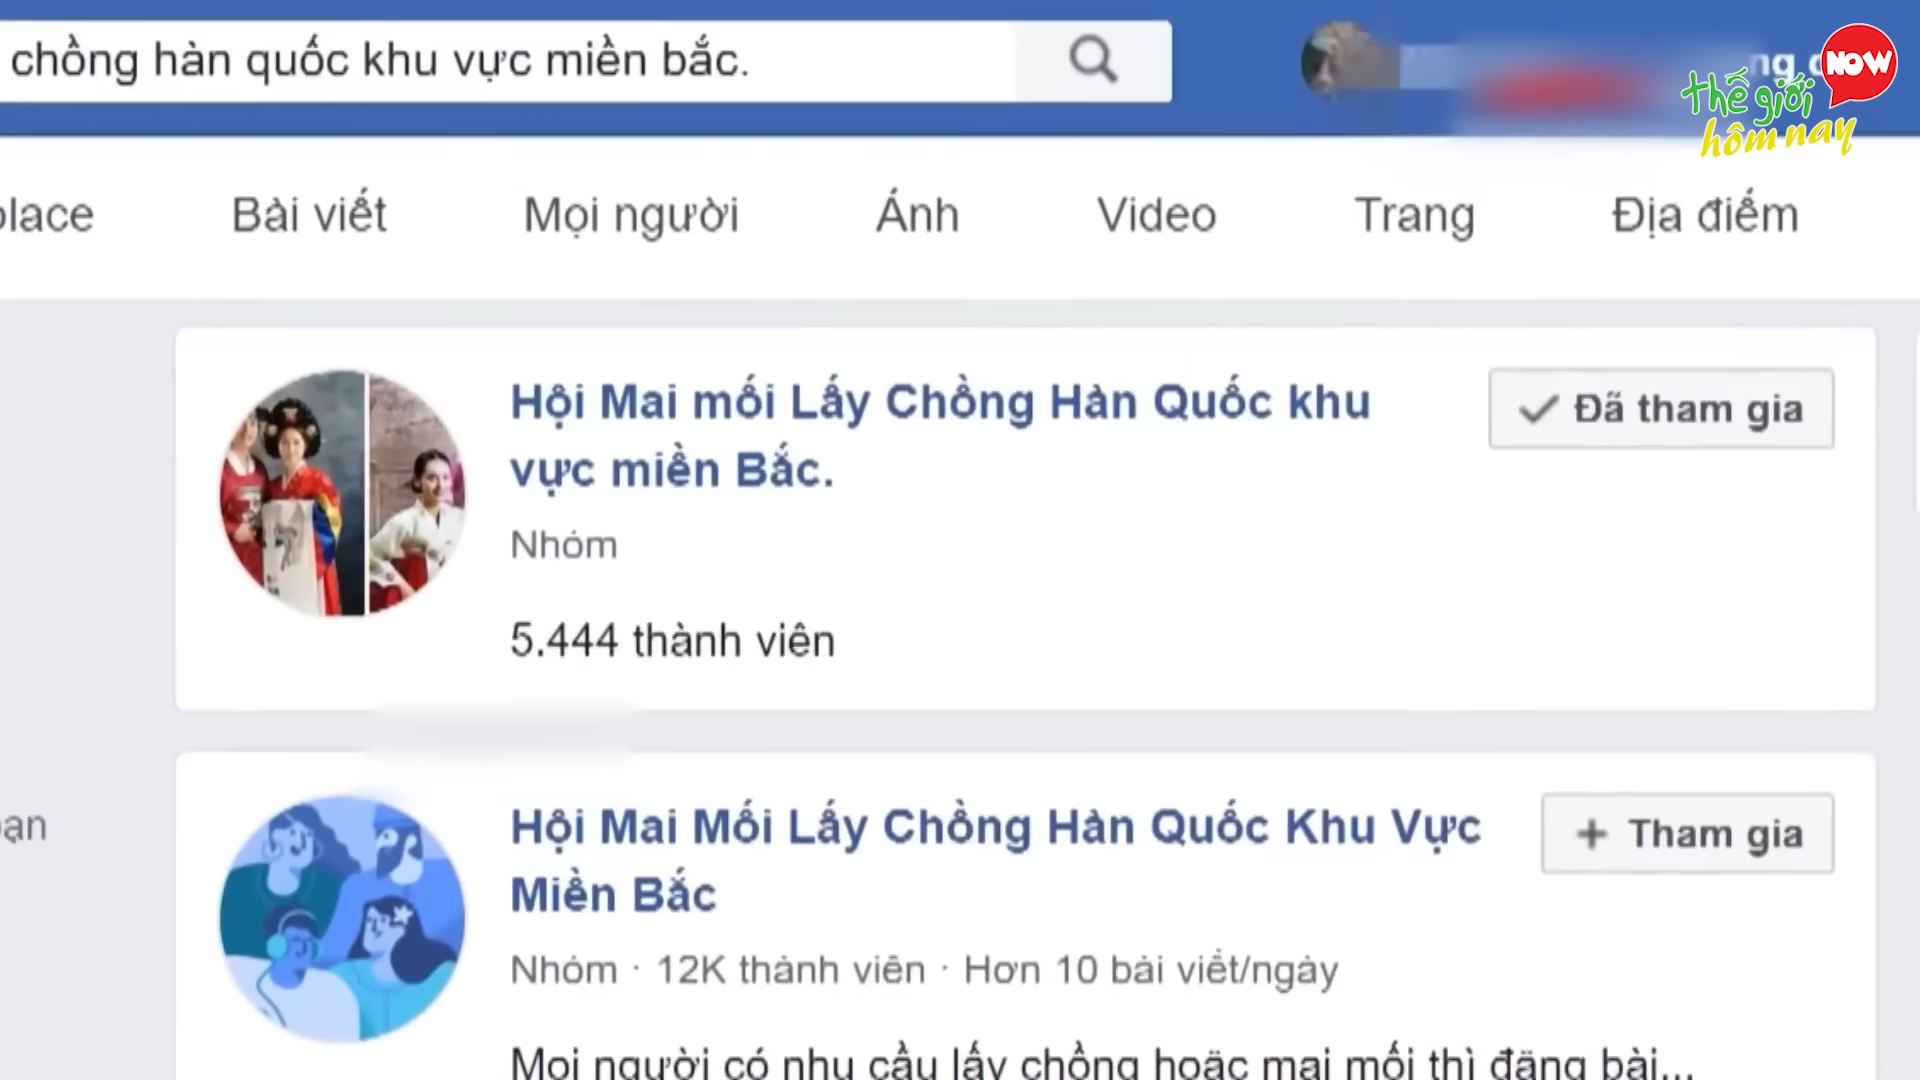 chồng hàn quốc khu vực miền bắc.
NOW
thế giới
hôm nay
place
Bài viết
Mọi người
Ảnh
Video
Trang
Địa điểm
Hội Mai mối Lấy Chồng Hàn Quốc khu
vực miền Bắc.
Đã tham gia
Nhóm
5.444 thành viên
Hội Mai Mối Lấy Chồng Hàn Quốc Khu Vực
Miền Bắc
Tham gia
Nhóm · 12K thành viên · Hơn 10 bài viết/ngày
Mọi người có nhu cầu lấy chồng hoặc mai mối thì đăng bài...